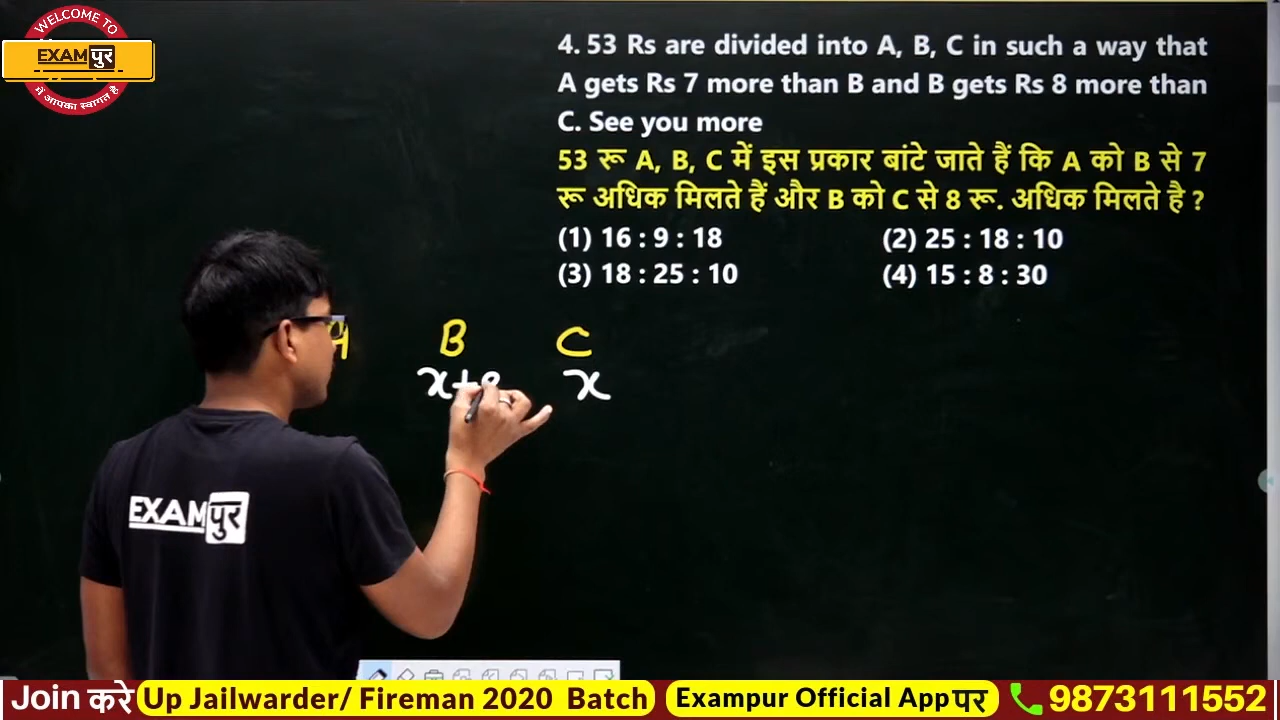 WELCOME TO
EXAMपुर
में आपका स्वागत है
4. 53 Rs are divided into A, B, C in such a way that
A gets Rs 7 more than B and B gets Rs 8 more than
C. See you more
53 रू A, B, C में इस प्रकार बांटे जाते हैं कि A को B से 7
रू अधिक मिलते हैं और B को C से 8 रू. अधिक मिलते है ?
(1) 16 : 9 : 18 (2) 25 : 18 : 10
(3) 18 : 25 : 10 (4) 15 : 8 : 30
A B C
x+8 x
EXAMपुर
Join करे Up Jailwarder/ Fireman 2020 Batch Exampur Official App पर 9873111552